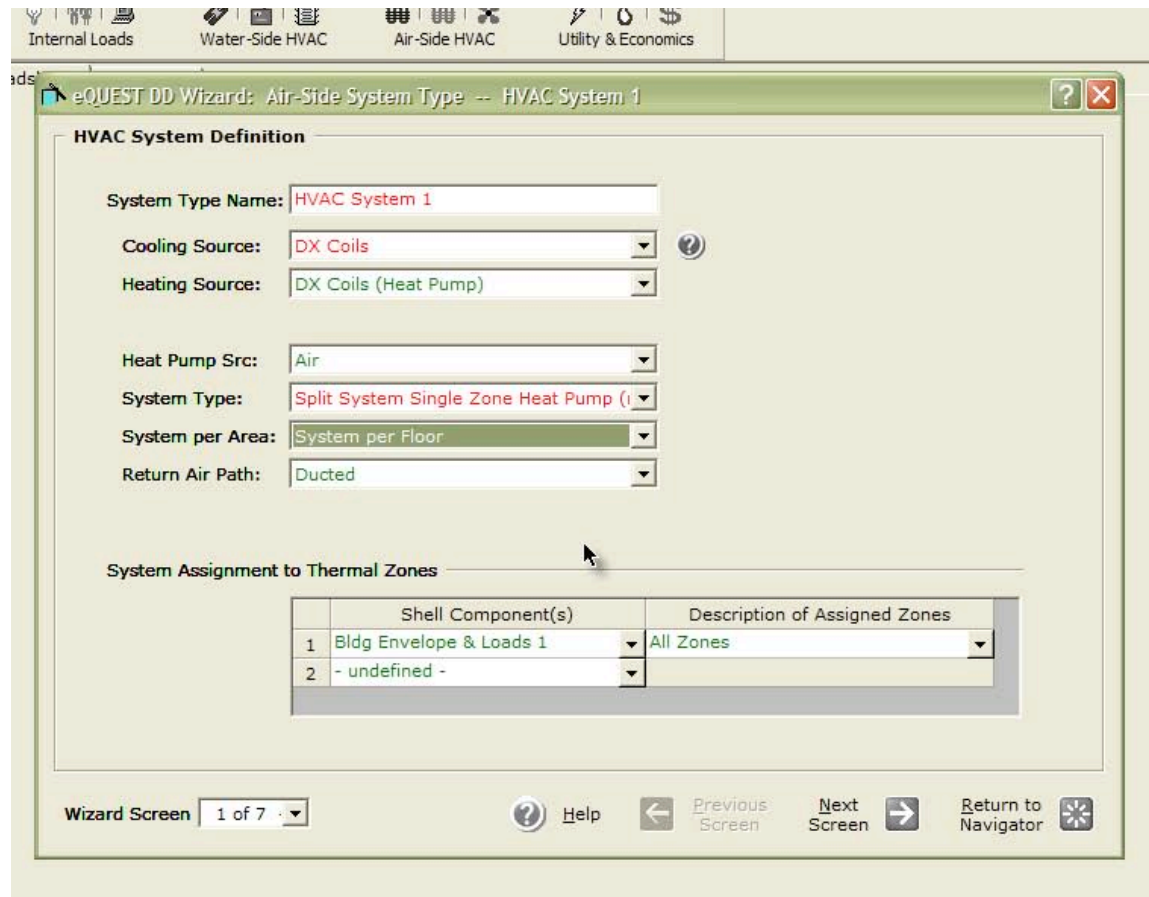 Internal Loads Water-Side HVAC Air-Side HVAC Utility & Economics
ads
eQUEST DD Wizard: Air-Side System Type -- HVAC System 1
HVAC System Definition
System Type Name: HVAC System 1
Cooling Source: DX Coils
Heating Source: DX Coils (Heat Pump)
Heat Pump Src: Air
System Type: Split System Single Zone Heat Pump (
System per Area: System per Floor
Return Air Path: Ducted
System Assignment to Thermal Zones
Shell Component(s) Description of Assigned Zones
1 Bldg Envelope & Loads 1 All Zones
2 - undefined -
Wizard Screen 1 of 7
Help
Previous Screen
Next Screen
Return to Navigator